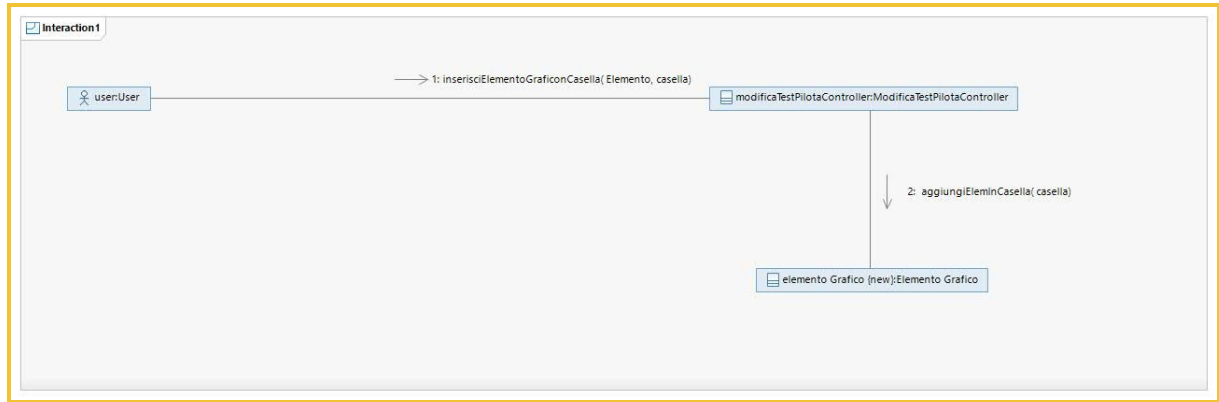 Interaction1
1: inserisciElementoGraficonCasella( Elemento, casella)
user:User
modificaTestPilotaController:ModificaTestPilotaController
2: aggiungiElemInCasella( casella)
elemento Grafico {new}:Elemento Grafico